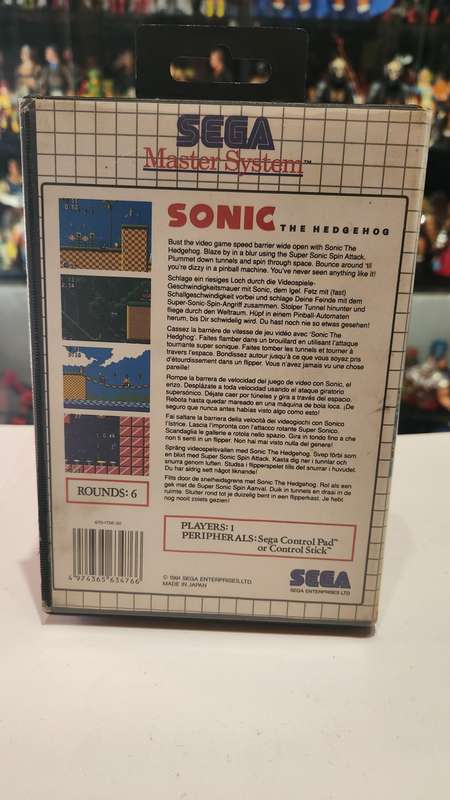 SEGA
Master System™
SONIC THE HEDGEHOG
Bust the video game speed barrier wide open with Sonic The
Hedgehog. Blaze by in a blur using the Super Sonic Spin Attack.
Plummet down tunnels and spin through space. Bounce around 'til
you're dizzy in a pinball machine. You've never seen anything like it!
Schlage ein riesiges Loch durch die Videospiele-
Geschwindigkeitsmauer mit Sonic, dem Igel. Fetz mit (fast)
Schallgeschwindigkeit vorbei und schlage Deine Feinde mit dem
Super-Sonic-Spin-Angriff zusammen. Stolper Tunnel hinunter und
fliege durch den Weltraum. Hüpf in einem Pinball-Automaten
herum, bis Dir schwindelig wird. Du hast noch nie so etwas gesehen!
Cassez la barrière de vitesse de jeu vidéo avec 'Sonic The
Hedghog'. Faites flamber dans un brouillard en utilisant l'attaque
tournante super sonique. Faites tomber les tunnels et tourner à
travers l'espace. Bondissez autour jusqu'à ce que vous ayez pris
d'étourdissement dans un flipper. Vous n'avez jamais vu une chose
pareille!
Rompe la barrera de velocidad del juego de video con Sonic, el
erizo. Desplázate a toda velocidad usando el ataque giratorio
supersónico. Déjate caer por túneles y gira a través del espacio.
Rebota hasta quedar mareado en una máquina de bola loca. ¡De
seguro que nunca antes habías visto algo como esto!
Fai saltare la barriera della velocità dei videogiochi con Sonico
l'istrice. Lascia l'impronta con l'attacco rotante Super Sonico.
Scandaglia le gallerie e rotola nello spazio. Gira in tondo fino a che
non ti senti in un flipper. Non hai mai visto nulla del genere!
Spräng videospelsvallen med Sonic The Hedgehog. Svep förbi som
en blixt med Super Sonic Spin Attack. Kasta dig ner i tunnlar och
snurra genom luften. Studsa i flipperspelet tills det snurrar i huvudet.
Du har aldrig sett något liknande!
Flits door de snelheidsgrens met Sonic The Hedgehog. Rol als een
gek met de Super Sonic Spin Aanval. Duik in tunnels en draai in de
ruimte. Stuiter rond tot je duizelig bent in een flipperkast. Je hebt
nog nooit zoiets gezien!
ROUNDS: 6
PLAYERS: 1
PERIPHERALS: Sega Control Pad™
or Control Stick™
4 974365 634766
© 1991 SEGA ENTERPRISES LTD.
MADE IN JAPAN
SEGA
SEGA ENTERPRISES LTD.